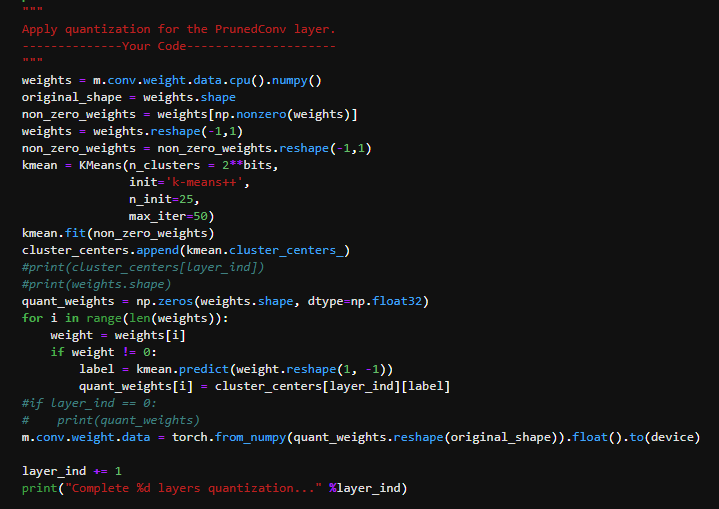 """
Apply quantization for the PrunedConv layer.
--------------Your Code---------------------
"""
weights = m.conv.weight.data.cpu().numpy()
original_shape = weights.shape
non_zero_weights = weights[np.nonzero(weights)]
weights = weights.reshape(-1,1)
non_zero_weights = non_zero_weights.reshape(-1,1)
kmean = KMeans(n_clusters = 2**bits,
               init='k-means++',
               n_init=25,
               max_iter=50)
kmean.fit(non_zero_weights)
cluster_centers.append(kmean.cluster_centers_)
#print(cluster_centers[layer_ind])
#print(weights.shape)
quant_weights = np.zeros(weights.shape, dtype=np.float32)
for i in range(len(weights)):
    weight = weights[i]
    if weight != 0:
        label = kmean.predict(weight.reshape(1, -1))
        quant_weights[i] = cluster_centers[layer_ind][label]
#if layer_ind == 0:
#    print(quant_weights)
m.conv.weight.data = torch.from_numpy(quant_weights.reshape(original_shape)).float().to(device)

layer_ind += 1
print("Complete %d layers quantization..." %layer_ind)